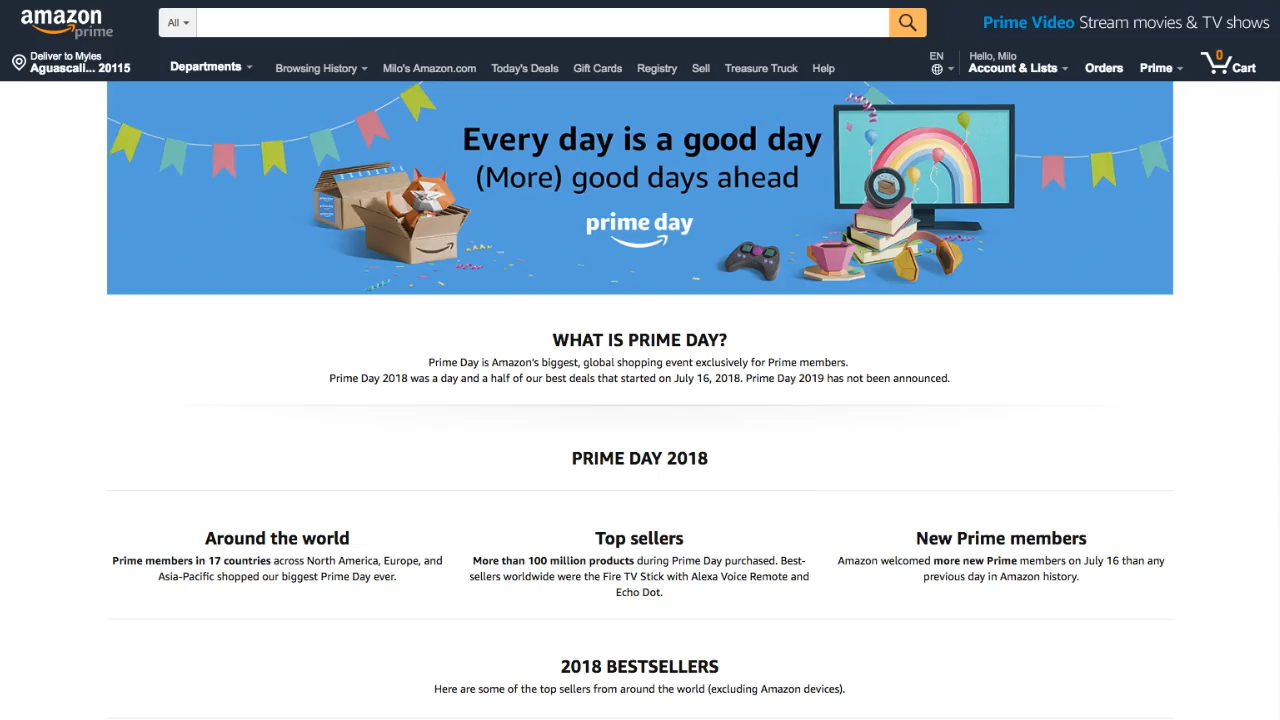 amazon
prime
All
Prime Video Stream movies & TV shows
Deliver to Myles
Aguascali... 20115
Departments
Browsing History
Milo's Amazon.com
Today's Deals
Gift Cards
Registry
Sell
Treasure Truck
Help
EN
Hello, Milo
Account & Lists
Orders
Prime
0
Cart
Every day is a good day
(More) good days ahead
prime day
WHAT IS PRIME DAY?
Prime Day is Amazon's biggest, global shopping event exclusively for Prime members.
Prime Day 2018 was a day and a half of our best deals that started on July 16, 2018. Prime Day 2019 has not been announced.
PRIME DAY 2018
Around the world
Prime members in 17 countries across North America, Europe, and
Asia-Pacific shopped our biggest Prime Day ever.
Top sellers
More than 100 million products during Prime Day purchased. Best-
sellers worldwide were the Fire TV Stick with Alexa Voice Remote and
Echo Dot.
New Prime members
Amazon welcomed more new Prime members on July 16 than any
previous day in Amazon history.
2018 BESTSELLERS
Here are some of the top sellers from around the world (excluding Amazon devices).